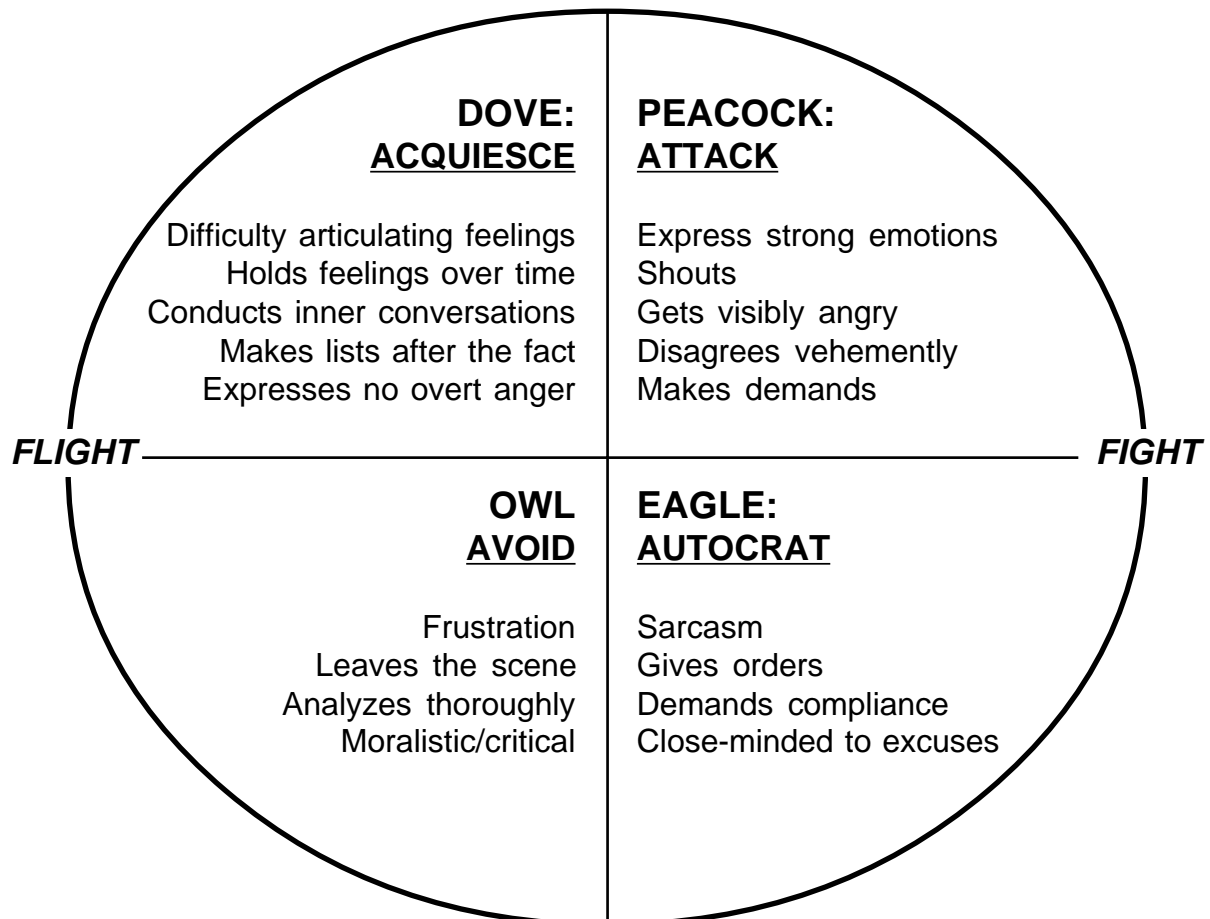 DOVE:
ACQUIESCE
Difficulty articulating feelings
Holds feelings over time
Conducts inner conversations
Makes lists after the fact
Expresses no overt anger
PEACOCK:
ATTACK
Express strong emotions
Shouts
Gets visibly angry
Disagrees vehemently
Makes demands
FLIGHT
FIGHT
OWL
AVOID
Frustration
Leaves the scene
Analyzes thoroughly
Moralistic/critical
EAGLE:
AUTOCRAT
Sarcasm
Gives orders
Demands compliance
Close-minded to excuses